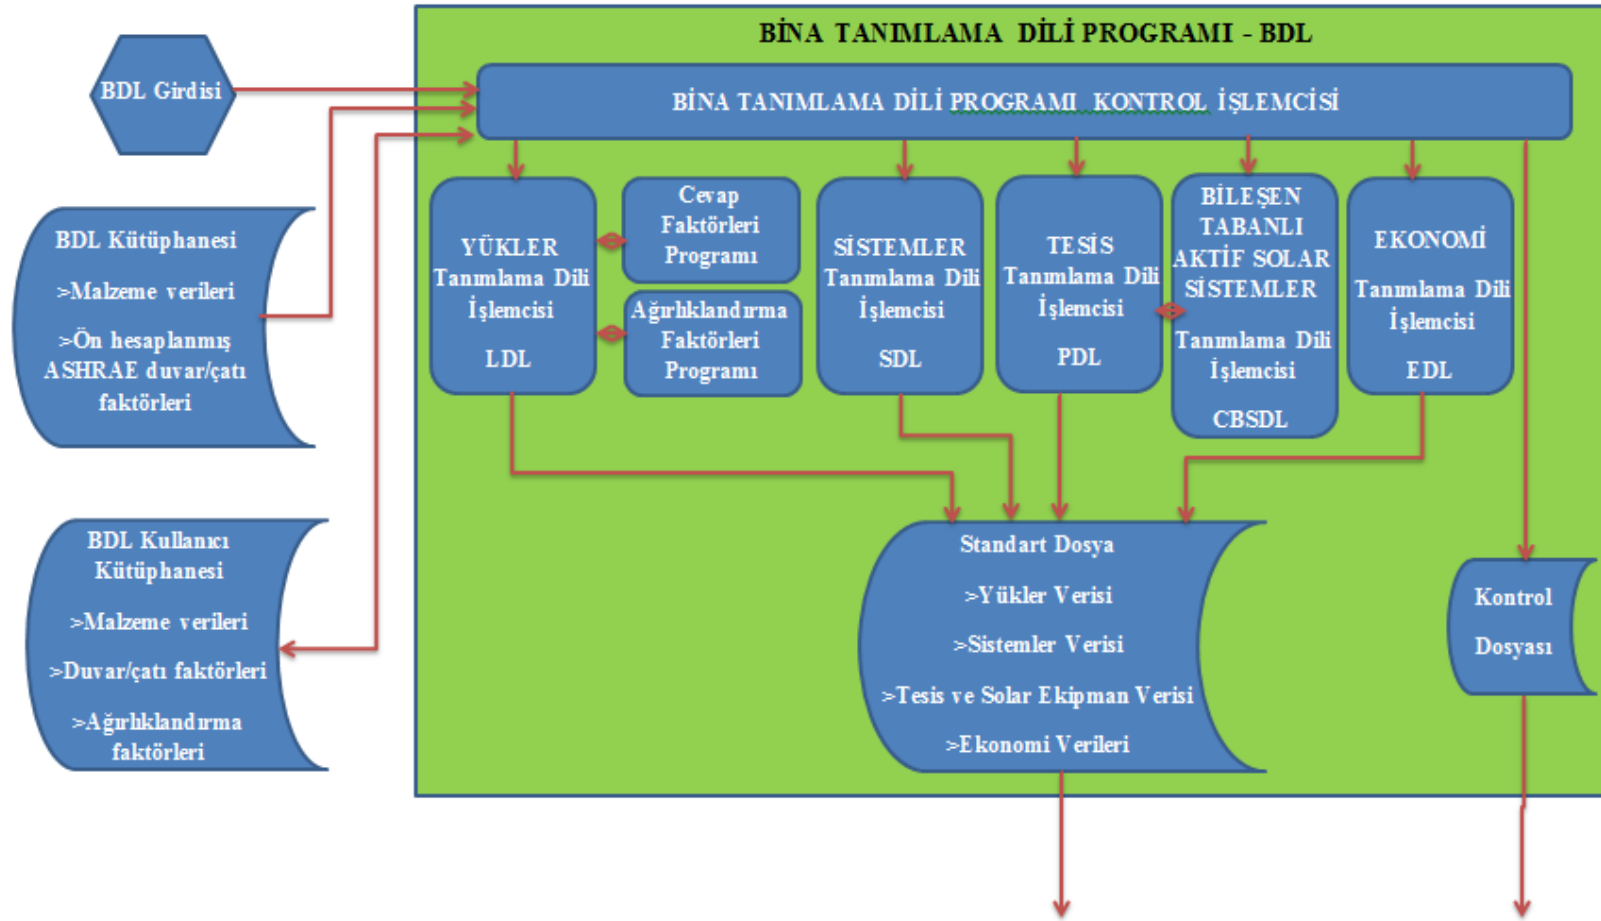 BİNA TANIMLAMA DİLİ PROGRAMI - BDL
BDL Girdisi
BİNA TANIMLAMA DİLİ PROGRAMI KONTROL İŞLEMCİSİ
BDL Kütüphanesi
>Malzeme verileri
>Ön hesaplanmış
ASHRAE duvar/çatı
faktörleri
BDL Kullanıcı
Kütüphanesi
>Malzeme verileri
>Duvar/çatı faktörleri
>Ağırlıklandırma
faktörleri
YÜKLER
Tanımlama Dili
İşlemcisi
LDL
Cevap
Faktörleri
Programı
Ağırlıklandırma
Faktörleri
Programı
SİSTEMLER
Tanımlama Dili
İşlemcisi
SDL
TESİS
Tanımlama Dili
İşlemcisi
PDL
BİLEŞEN
TABANLI
AKTİF SOLAR
SİSTEMLER
Tanımlama Dili
İşlemcisi
CBSDL
EKONOMİ
Tanımlama Dili
İşlemcisi
EDL
Standart Dosya
>Yükler Verisi
>Sistemler Verisi
>Tesis ve Solar Ekipman Verisi
>Ekonomi Verileri
Kontrol
Dosyası